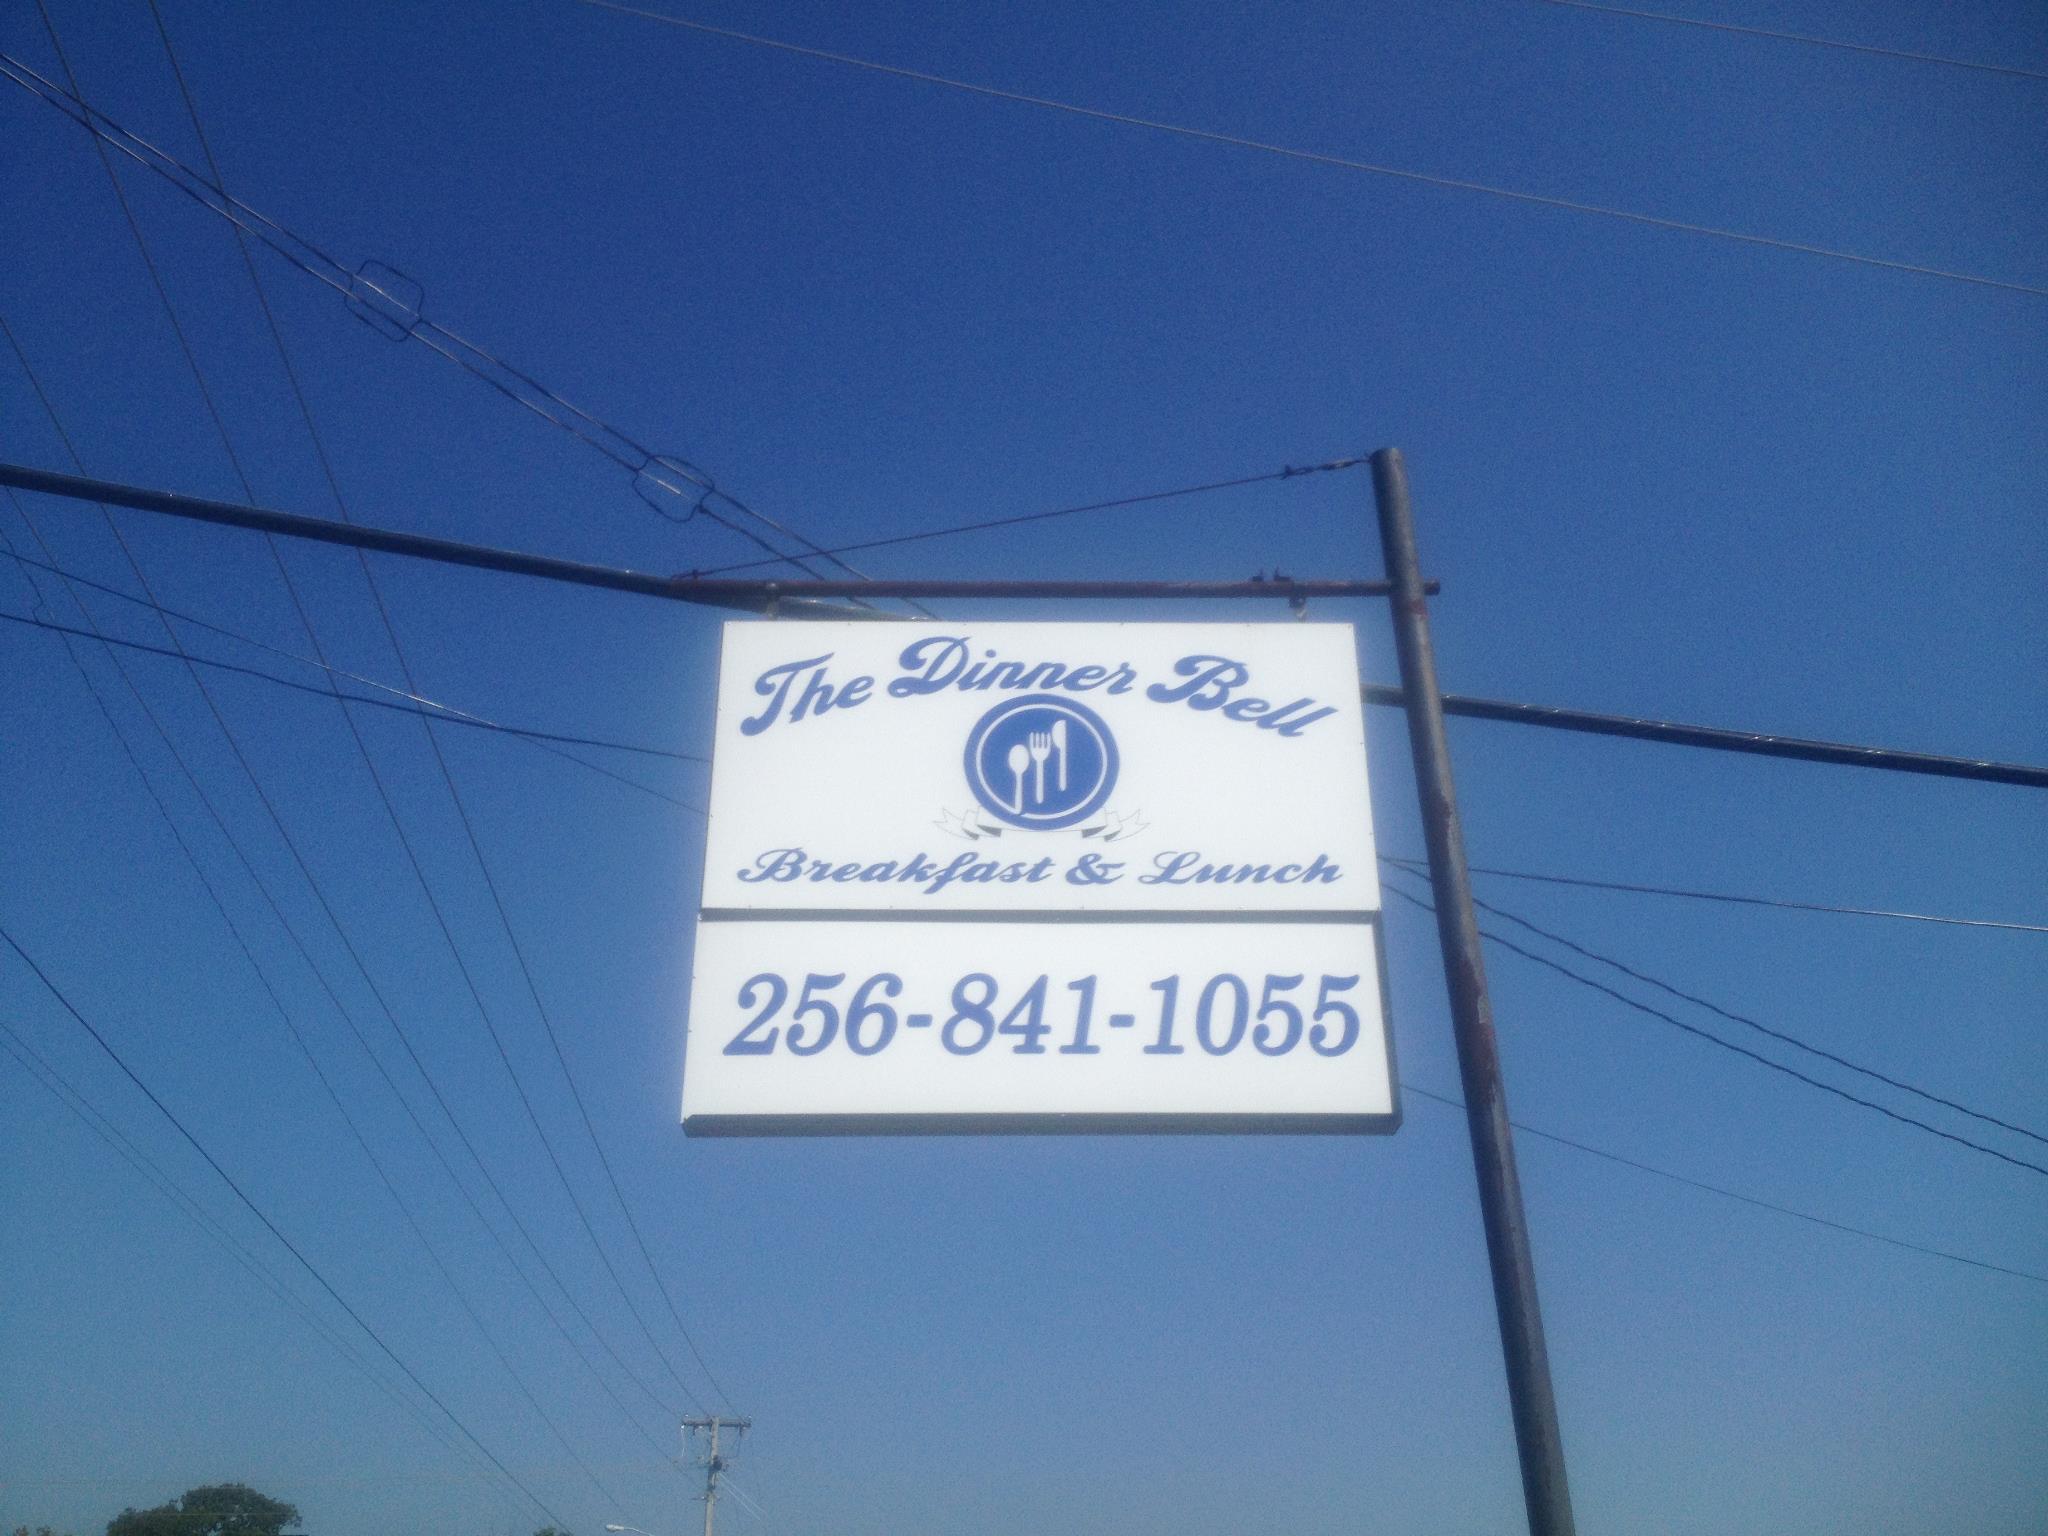 The Dinner Bell
Breakfast & Lunch
256-841-1055